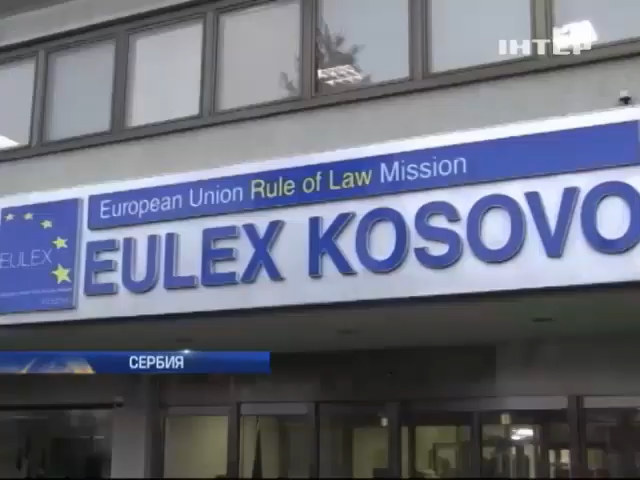 ІНТЕР
European Union Rule of Law Mission
EULEX
EULEX KOSOVO
СЕРБИЯ